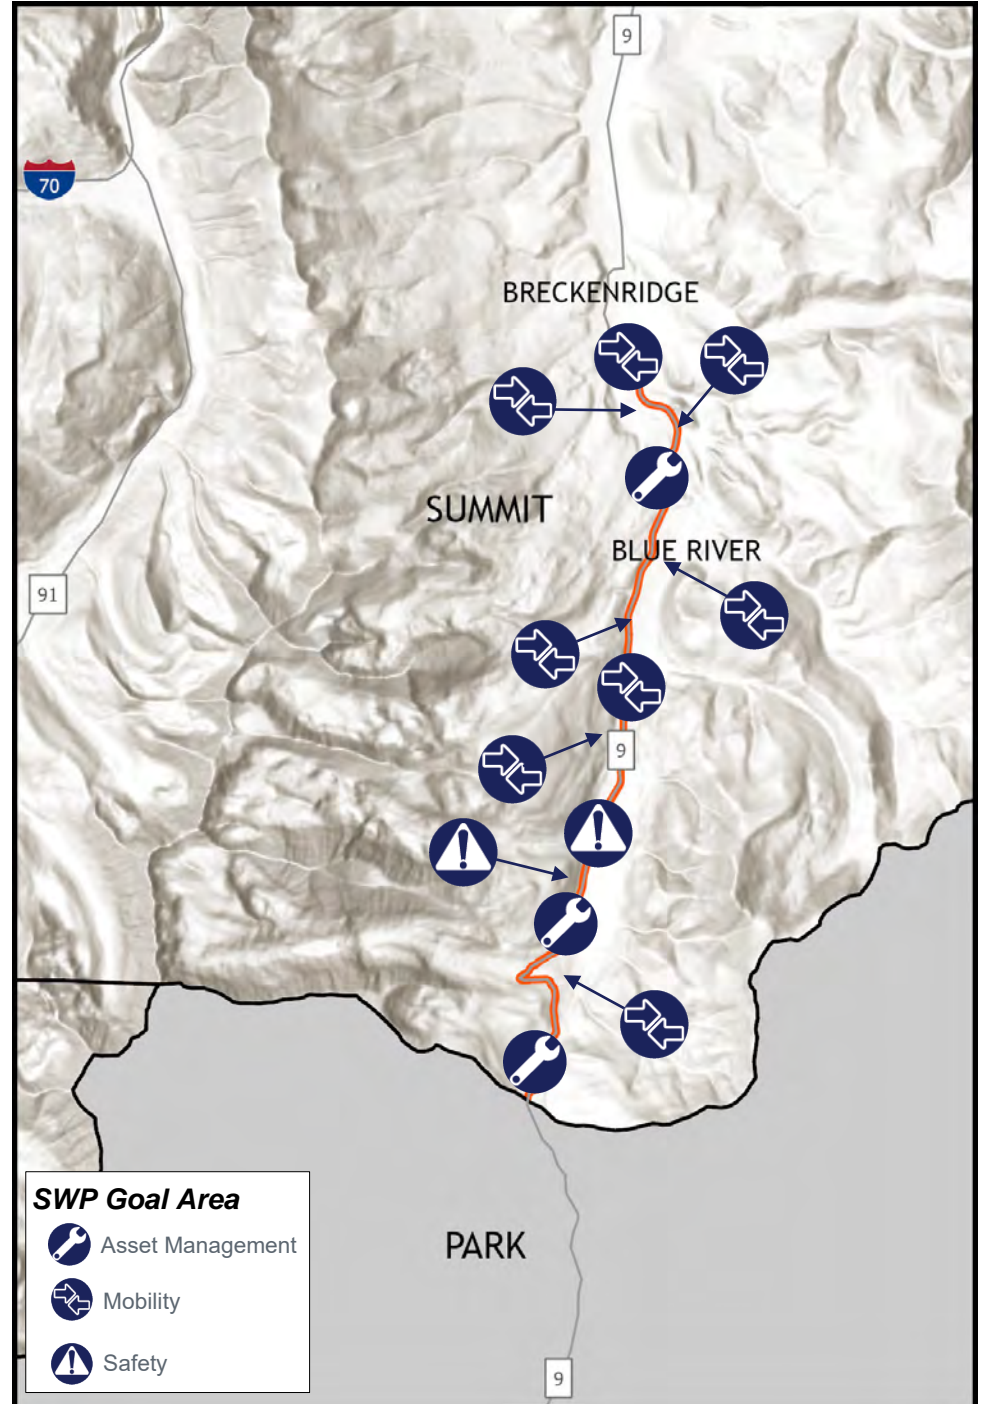 9
70
BRECKENRIDGE
SUMMIT
BLUE RIVER
91
9
SWP Goal Area
Asset Management
Mobility
Safety
PARK
9